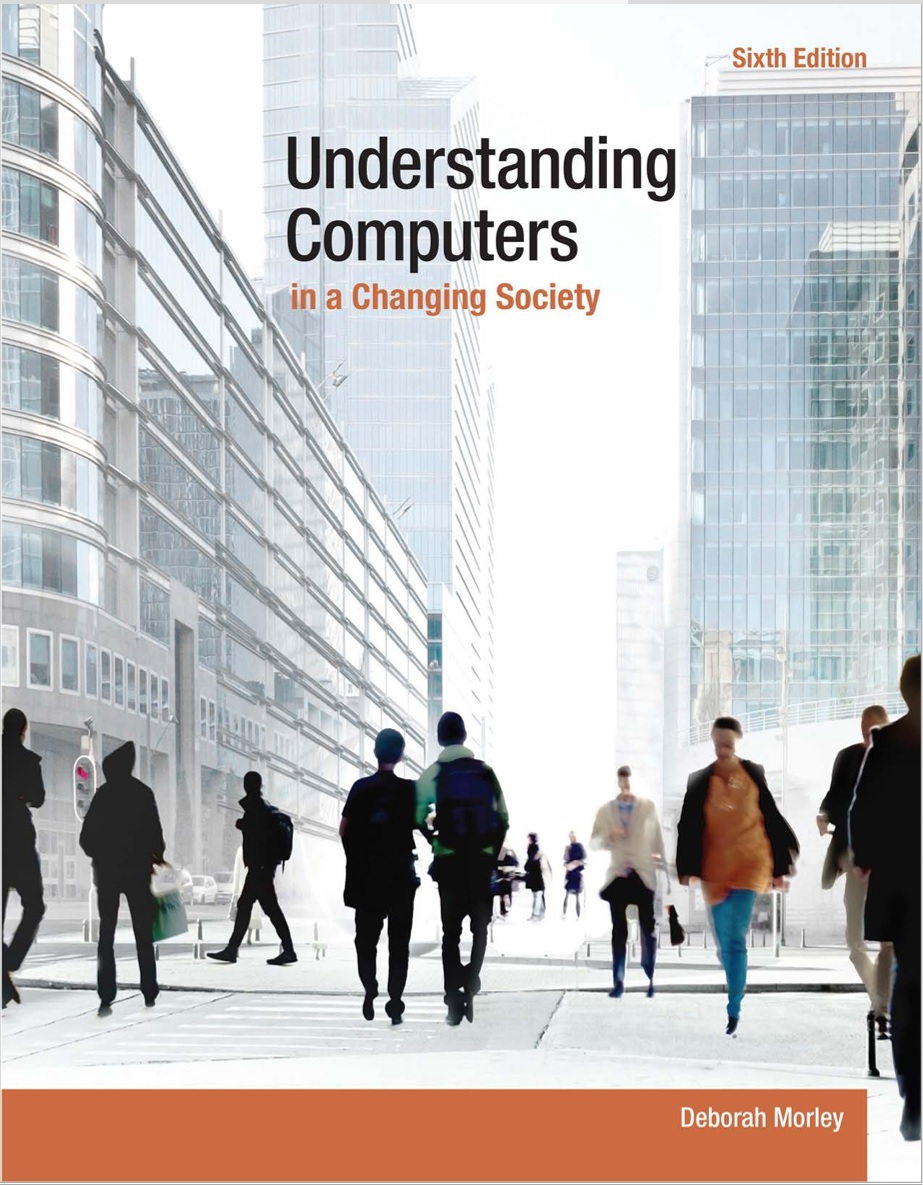 Sixth Edition
Understanding
Computers
in a Changing Society
Deborah Morley